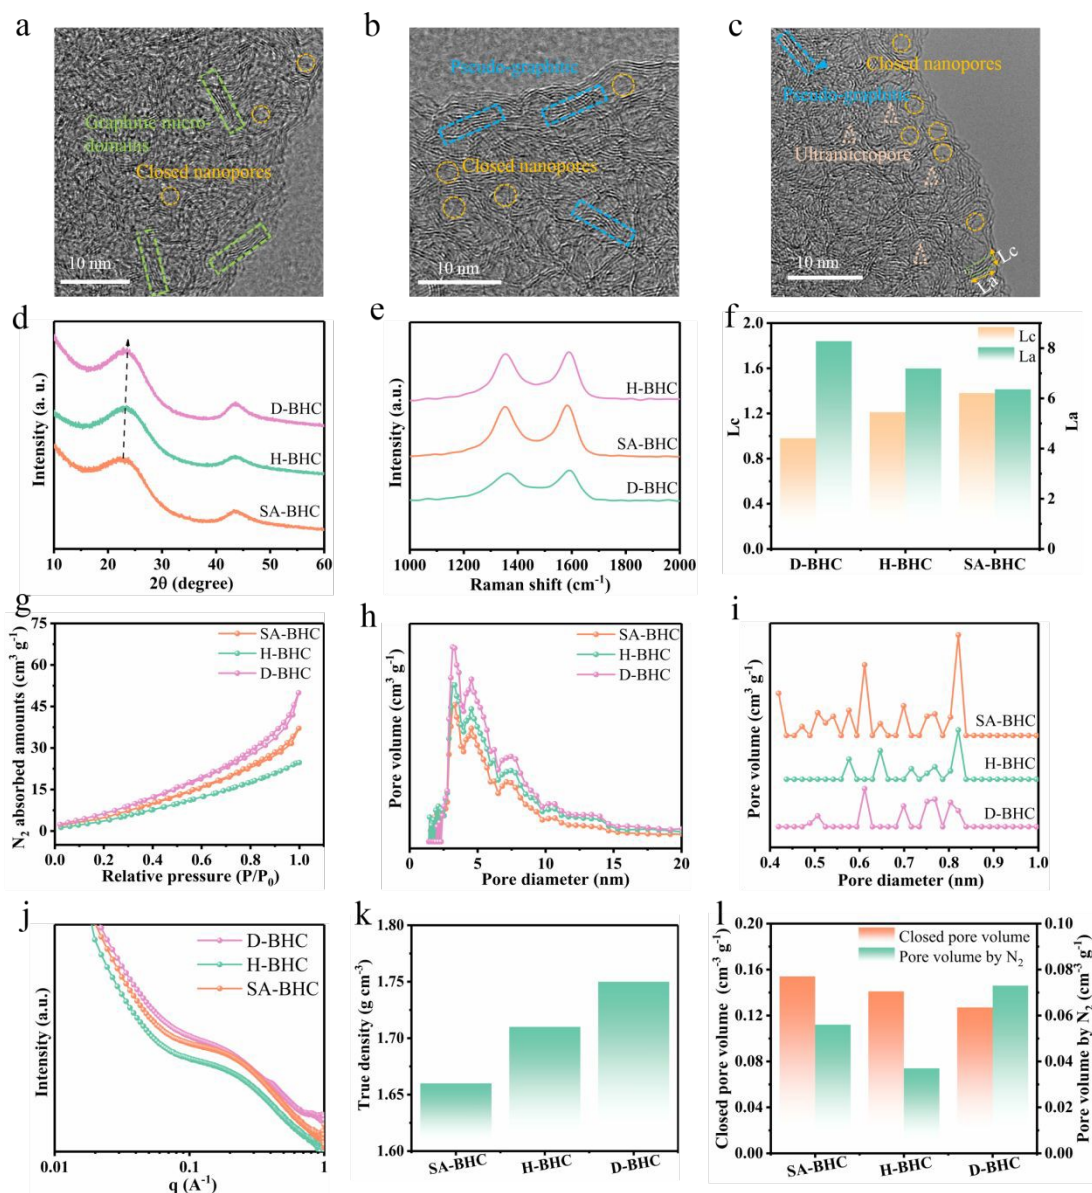 a
Graphite micro-
domains
Closed nanopores
10 nm
b
Pseudo-graphite
Closed nanopores
10 nm
c
Closed nanopores
Pseudo-graphite
Ultramicropore
10 nm
Lc
La
d
Intensity (a. u.)
D-BHC
H-BHC
SA-BHC
10 20 30 40 50 60
2θ (degree)
e
Intensity (a.u.)
H-BHC
SA-BHC
D-BHC
1000 1200 1400 1600 1800 2000
Raman shift (cm⁻¹)
f
Lc
La
2.0
1.6
1.2
0.8
0.4
0.0
Lc
8
6
4
2
0
La
D-BHC H-BHC SA-BHC
g
N₂ absorbed amounts (cm³ g⁻¹)
75
60
45
30
15
0
SA-BHC
H-BHC
D-BHC
0.0 0.2 0.4 0.6 0.8 1.0
Relative pressure (P/P₀)
h
Pore volume (cm³ g⁻¹)
SA-BHC
H-BHC
D-BHC
0 5 10 15 20
Pore diameter (nm)
i
Pore volume (cm³ g⁻¹)
SA-BHC
H-BHC
D-BHC
0.4 0.5 0.6 0.7 0.8 0.9 1.0
Pore diameter (nm)
j
Intensity (a.u.)
D-BHC
H-BHC
SA-BHC
0.01 0.1 1
q (A⁻¹)
k
True density (g cm⁻³)
1.80
1.75
1.70
1.65
1.60
SA-BHC H-BHC D-BHC
l
Closed pore volume (cm³ g⁻¹)
0.20
0.16
0.12
0.08
0.04
0.00
Closed pore volume
Pore volume by N₂
0.10
0.08
0.06
0.04
0.02
0.00
Pore volume by N₂ (cm⁻³ g⁻¹)
SA-BHC H-BHC D-BHC